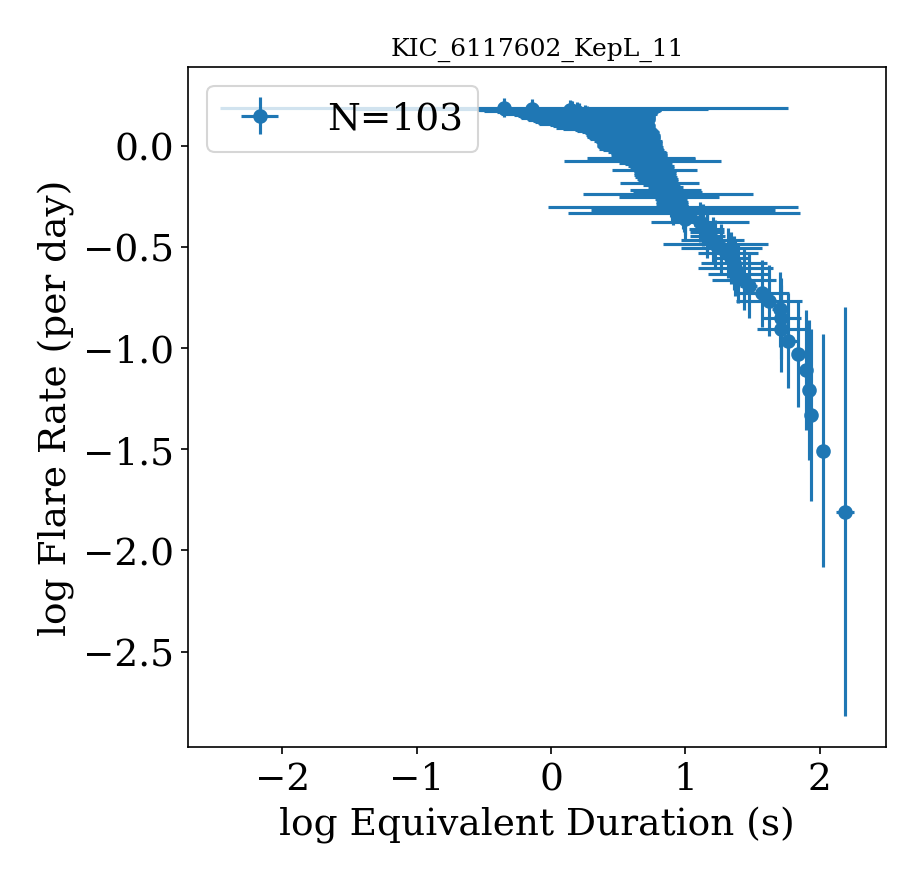 KIC_6117602_KepL_11
N=103
0.0
−0.5
−1.0
−1.5
−2.0
−2.5
log Flare Rate (per day)
−2 −1 0 1 2
log Equivalent Duration (s)